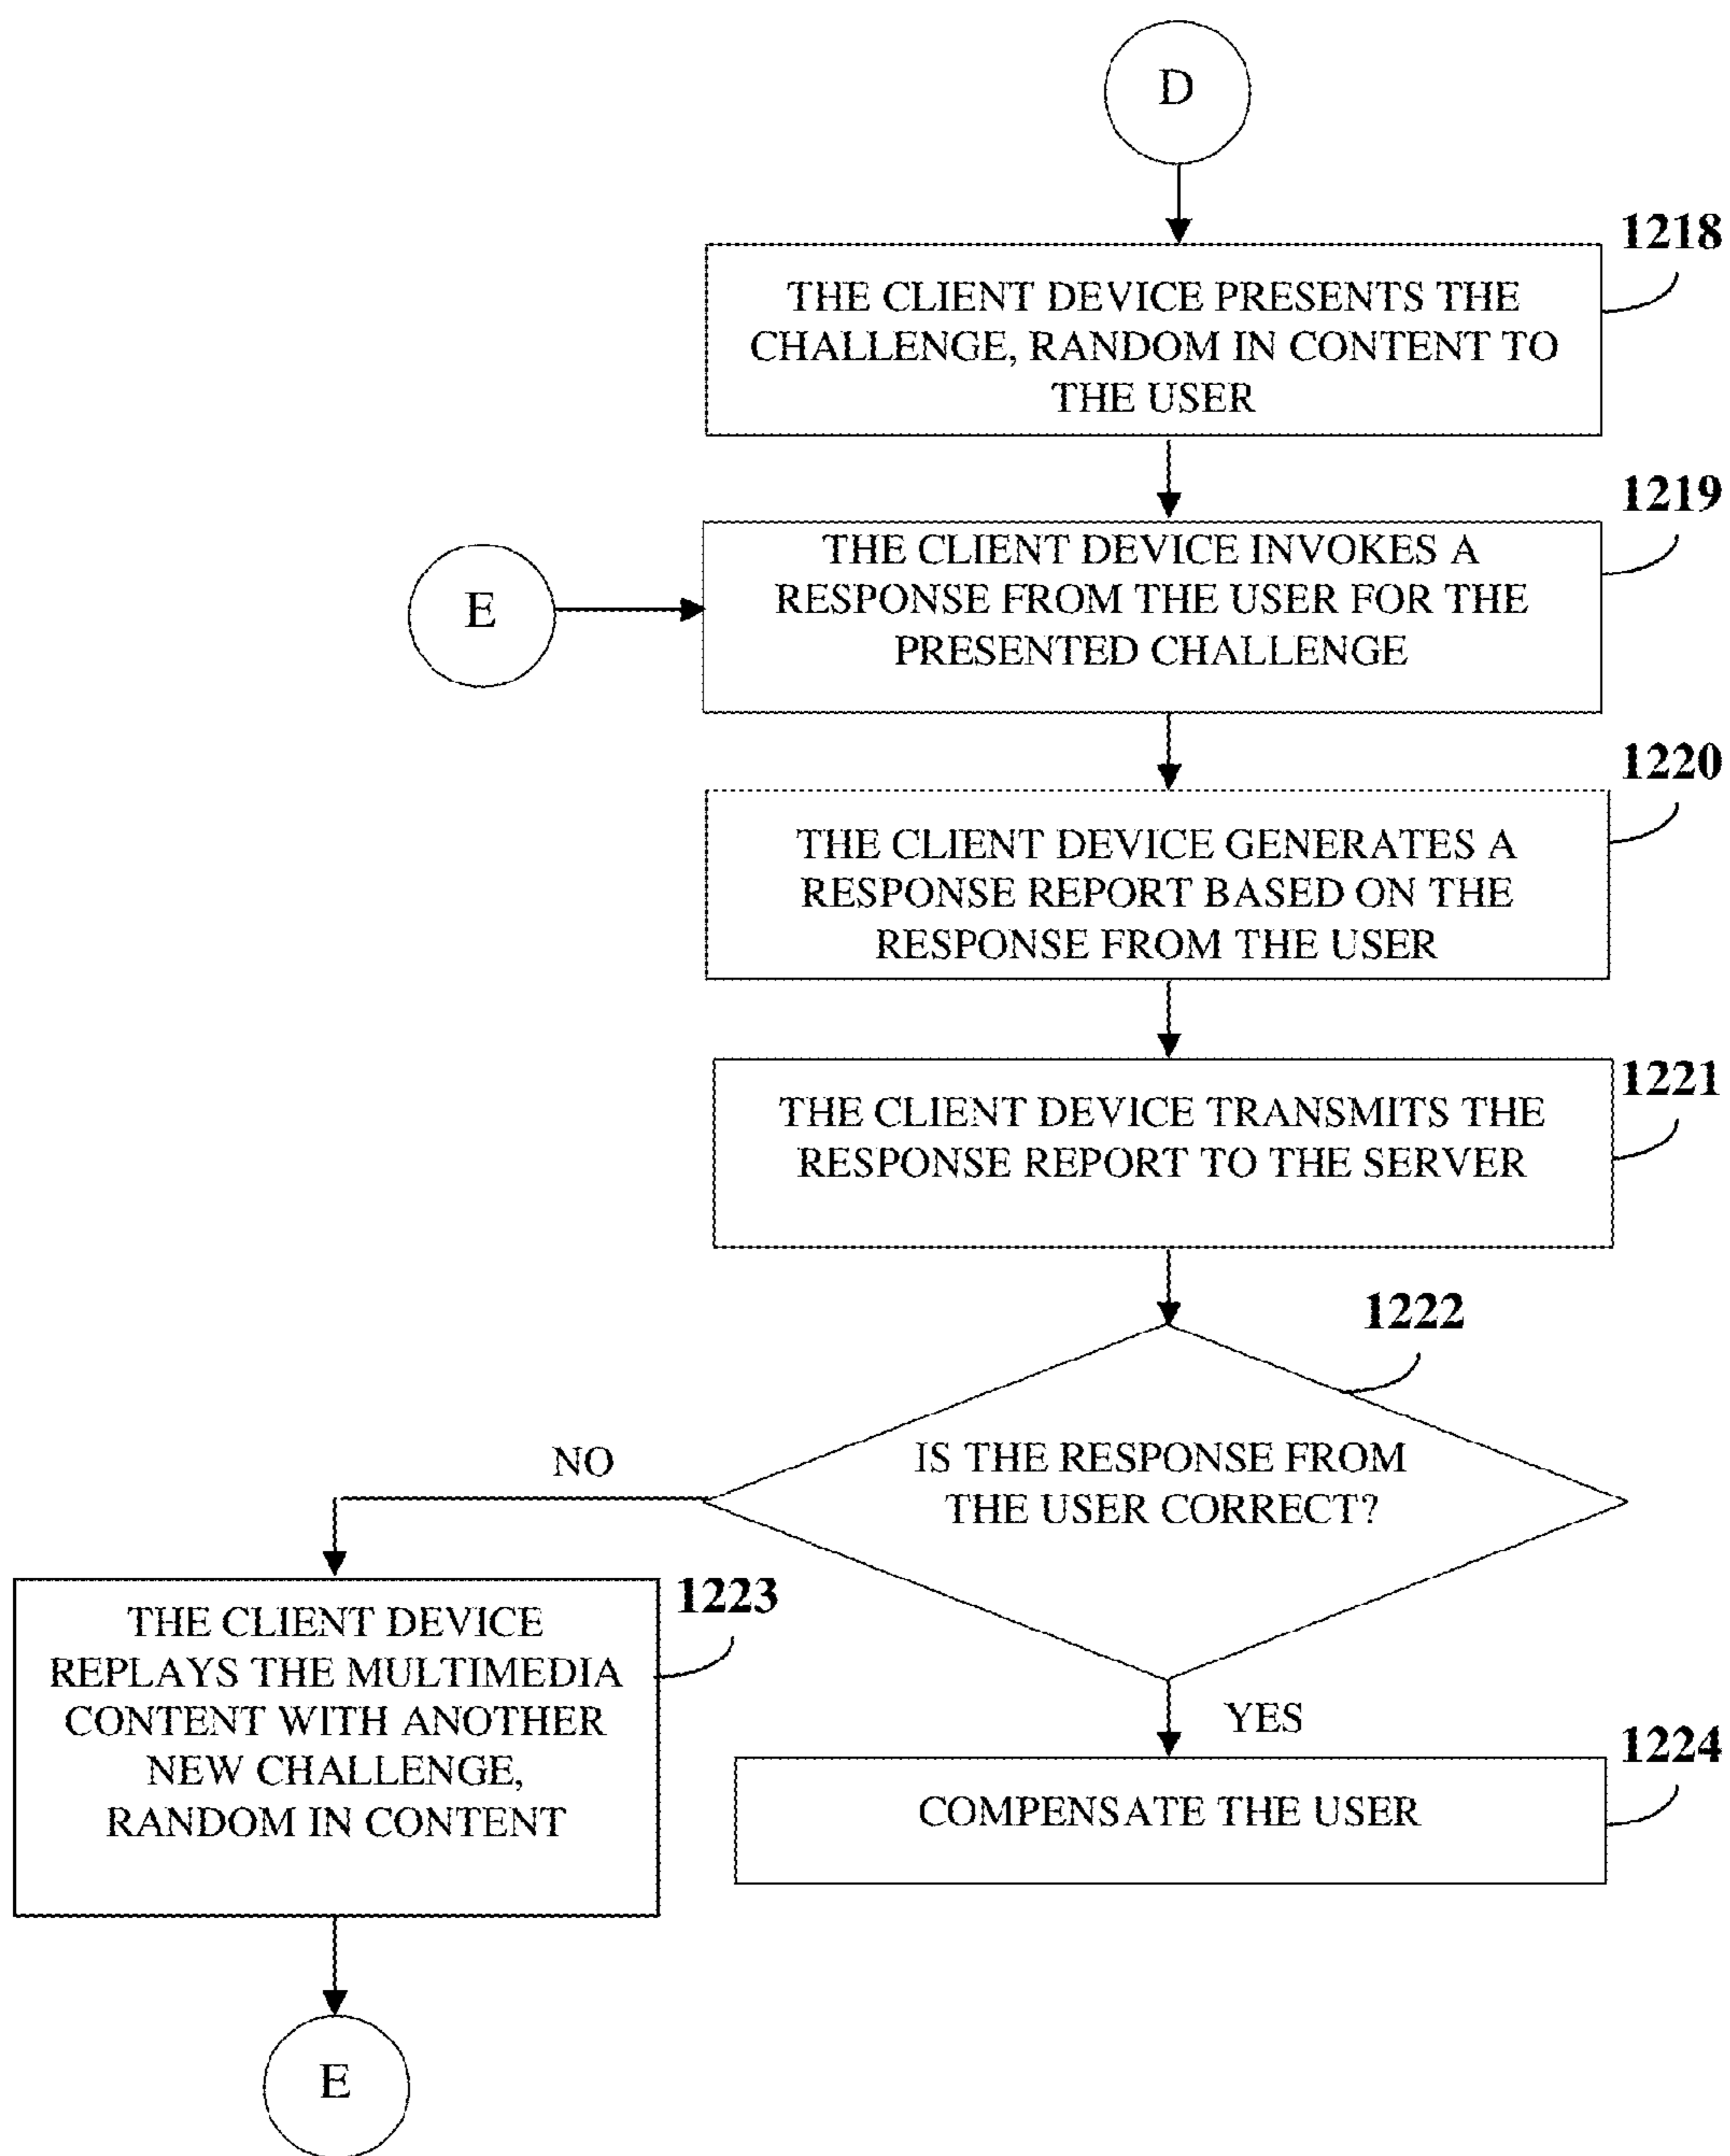 D
1218
THE CLIENT DEVICE PRESENTS THE
CHALLENGE, RANDOM IN CONTENT TO
THE USER
1219
THE CLIENT DEVICE INVOKES A
RESPONSE FROM THE USER FOR THE
PRESENTED CHALLENGE
E
1220
THE CLIENT DEVICE GENERATES A
RESPONSE REPORT BASED ON THE
RESPONSE FROM THE USER
1221
THE CLIENT DEVICE TRANSMITS THE
RESPONSE REPORT TO THE SERVER
1222
IS THE RESPONSE FROM
THE USER CORRECT?
NO
1223
THE CLIENT DEVICE
REPLAYS THE MULTIMEDIA
CONTENT WITH ANOTHER
NEW CHALLENGE,
RANDOM IN CONTENT
YES
1224
COMPENSATE THE USER
E